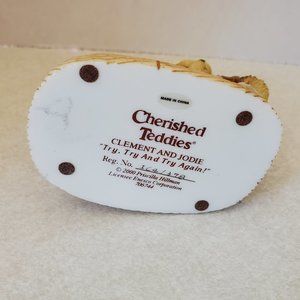 MADE IN CHINA
Cherished
Teddies®
CLEMENT AND JODIE
"Try, Try And Try Again!"
Reg. No.
© 2000 Priscilla Hillman
Licensee Enesco Corporation
706744